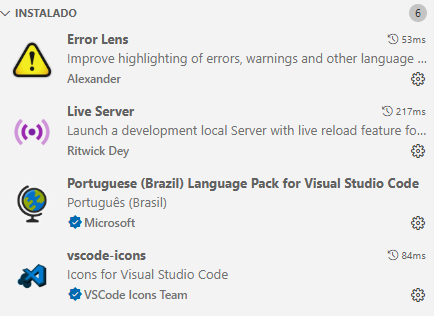 INSTALADO 6
Error Lens 53ms
Improve highlighting of errors, warnings and other language ...
Alexander
Live Server 217ms
Launch a development local Server with live reload feature fo...
Ritwick Dey
Portuguese (Brazil) Language Pack for Visual Studio Code
Português (Brasil)
Microsoft
vscode-icons 84ms
Icons for Visual Studio Code
VSCode Icons Team